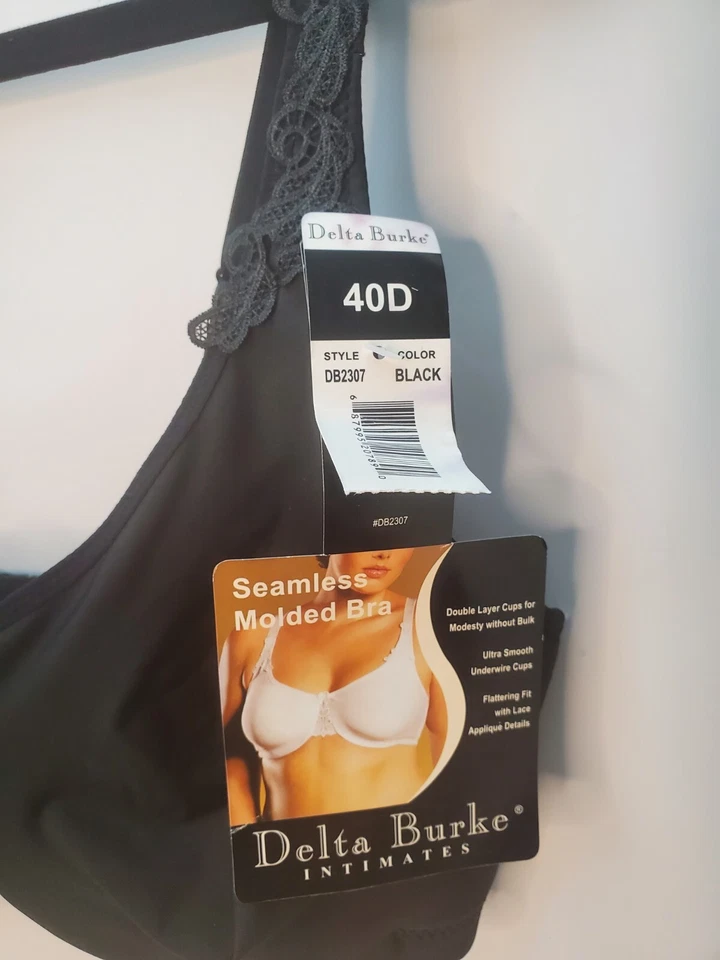 Delta Burke®
40D
STYLE COLOR
DB2307 BLACK
#DB2307
Seamless
Molded Bra
Double Layer Cups for
Modesty without Bulk
Ultra Smooth
Underwire Cups
Flattering Fit
with Lace
Appliqué Details
Delta Burke®
INTIMATES